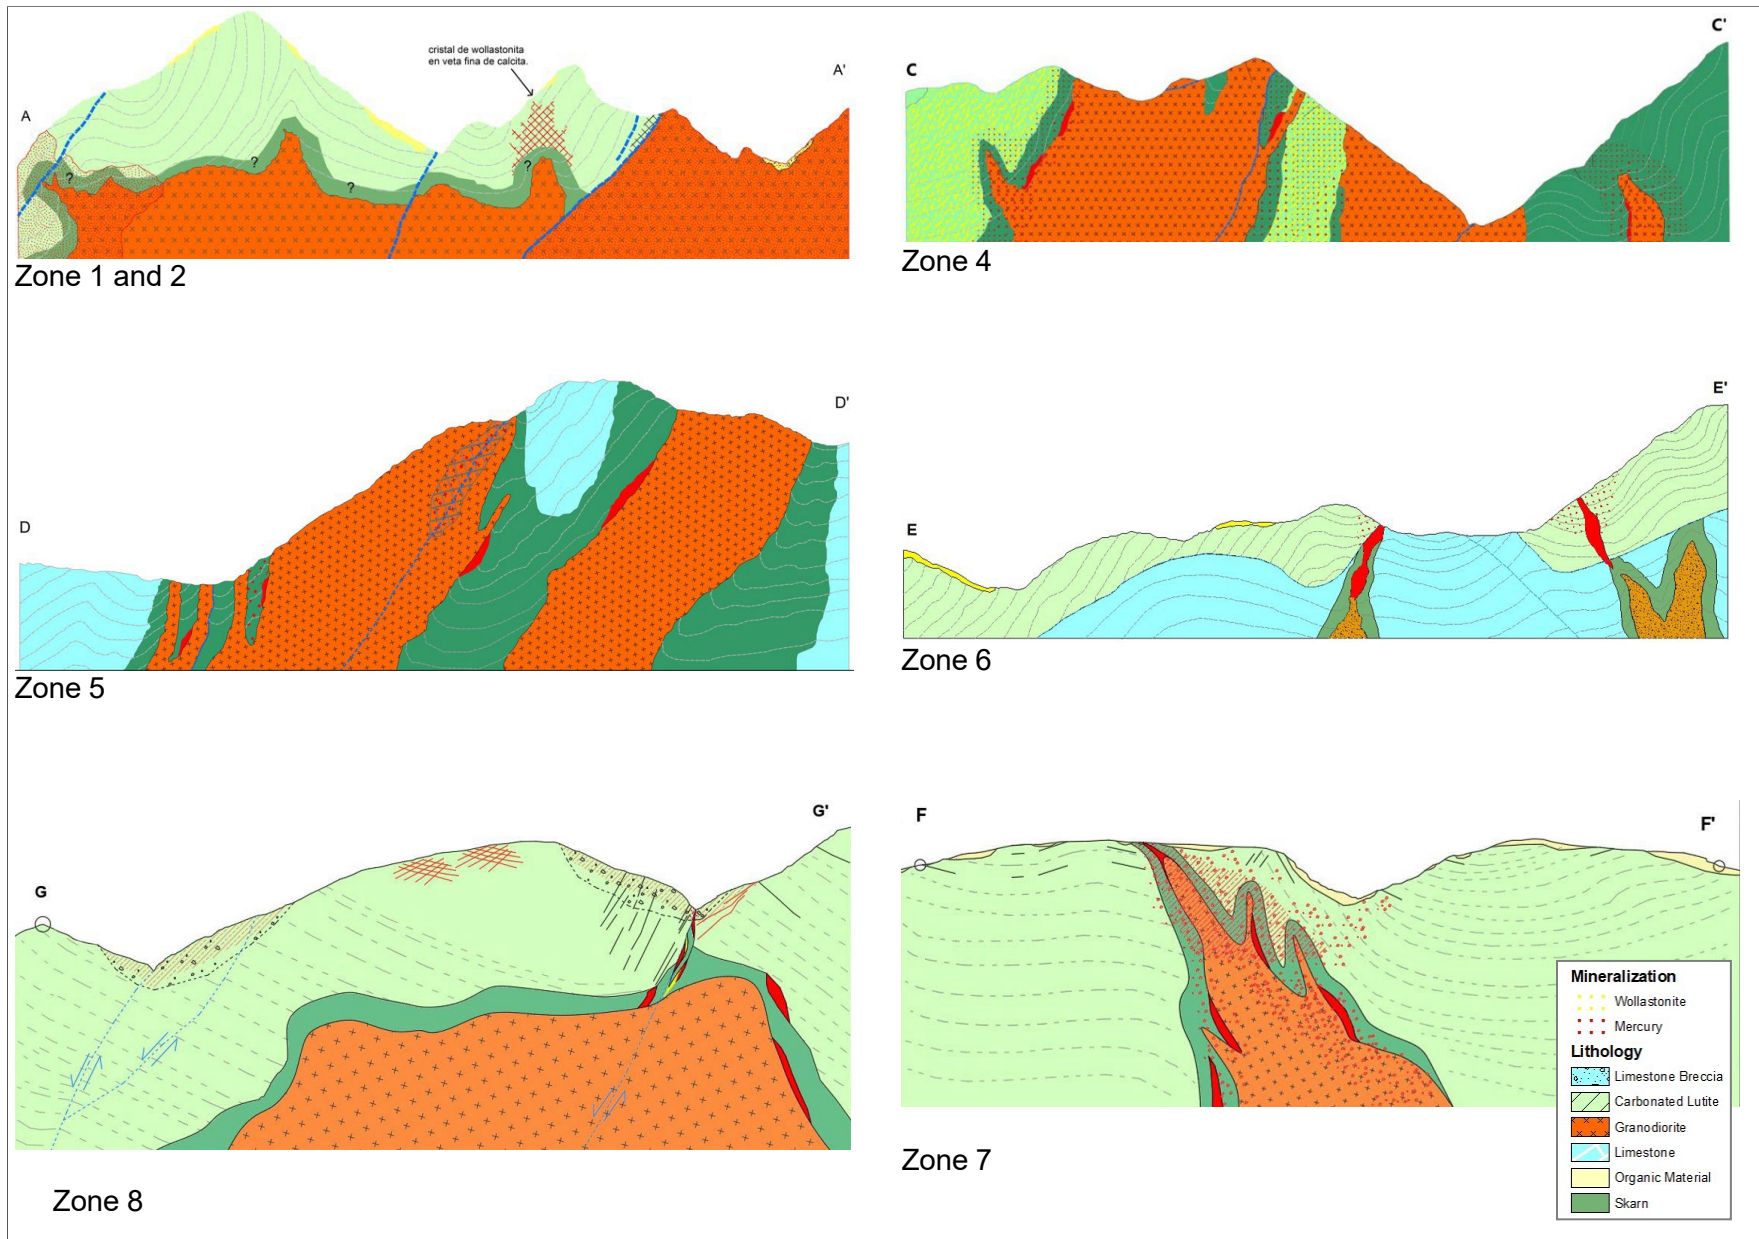 cristal de wollastonita
en veta fina de calcita.
A
A'
?
?
?
?
Zone 1 and 2
C
C'
Zone 4
D
D'
Zone 5
E
E'
Zone 6
G
G'
Zone 8
F
F'
Zone 7
Mineralization
Wollastonite
Mercury
Lithology
Limestone Breccia
Carbonated Lutite
Granodiorite
Limestone
Organic Material
Skarn